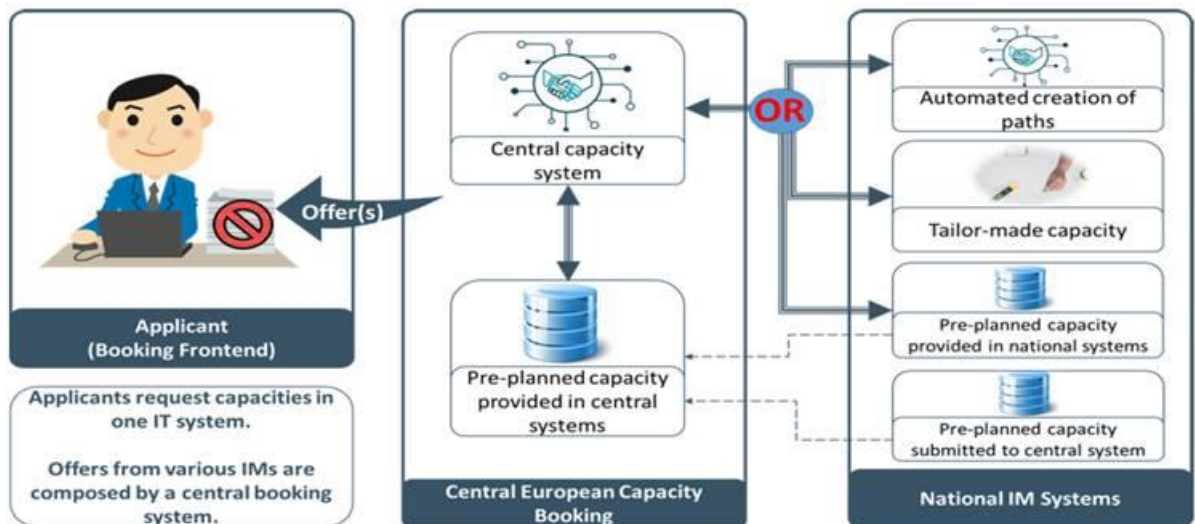 Offer(s)
Applicant
(Booking Frontend)
Applicants request capacities in
one IT system.
Offers from various IMs are
composed by a central booking
system.
Central capacity
system
Pre-planned capacity
provided in central
systems
Central European Capacity
Booking
OR
Automated creation of
paths
Tailor-made capacity
Pre-planned capacity
provided in national systems
Pre-planned capacity
submitted to central system
National IM Systems